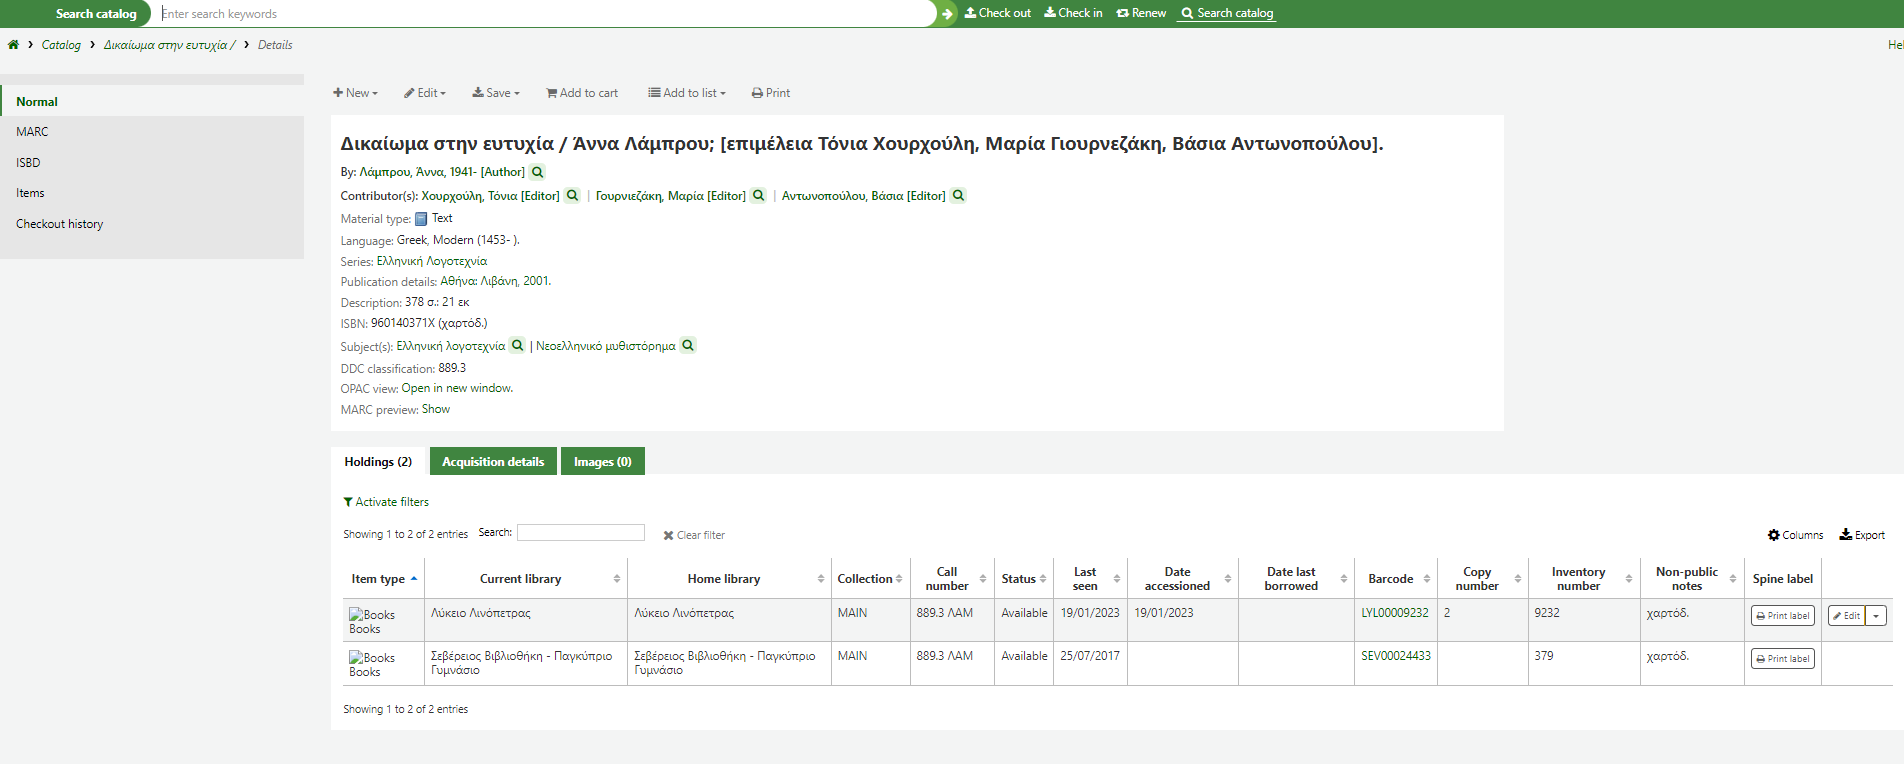 Search catalog Enter search keywords Check out Check in Renew Search catalog
Catalog Δικαίωμα στην ευτυχία / Details
Normal
MARC
ISBD
Items
Checkout history
New Edit Save Add to cart Add to list Print
Δικαίωμα στην ευτυχία / Άννα Λάμπρου; [επιμέλεια Τόνια Χουρχούλη, Μαρία Γιουρνεζάκη, Βάσια Αντωνοπούλου].
By: Λάμπρου, Άννα, 1941- [Author]
Contributor(s): Χουρχούλη, Τόνια [Editor] | Γουρνιεζάκη, Μαρία [Editor] | Αντωνοπούλου, Βάσια [Editor]
Material type: Text
Language: Greek, Modern (1453- ).
Series: Ελληνική Λογοτεχνία
Publication details: Αθήνα: Λιβάνη, 2001.
Description: 378 σ.: 21 εκ
ISBN: 960140371X (χαρτόδ.)
Subject(s): Ελληνική λογοτεχνία | Νεοελληνικό μυθιστόρημα
DDC classification: 889.3
OPAC view: Open in new window.
MARC preview: Show
Holdings (2) Acquisition details Images (0)
Activate filters
Showing 1 to 2 of 2 entries Search: Clear filter Columns Export
Item type Current library Home library Collection Call number Status Last seen Date accessioned Date last borrowed Barcode Copy number Inventory number Non-public notes Spine label
Books Books Λύκειο Λινόπετρας Λύκειο Λινόπετρας MAIN 889.3 ΛΑΜ Available 19/01/2023 19/01/2023 LYL00009232 2 9232 χαρτόδ. Print label Edit
Books Books Σεβέρειος Βιβλιοθήκη - Παγκύπριο Γυμνάσιο Σεβέρειος Βιβλιοθήκη - Παγκύπριο Γυμνάσιο MAIN 889.3 ΛΑΜ Available 25/07/2017 SEV00024433 379 χαρτόδ. Print label
Showing 1 to 2 of 2 entries